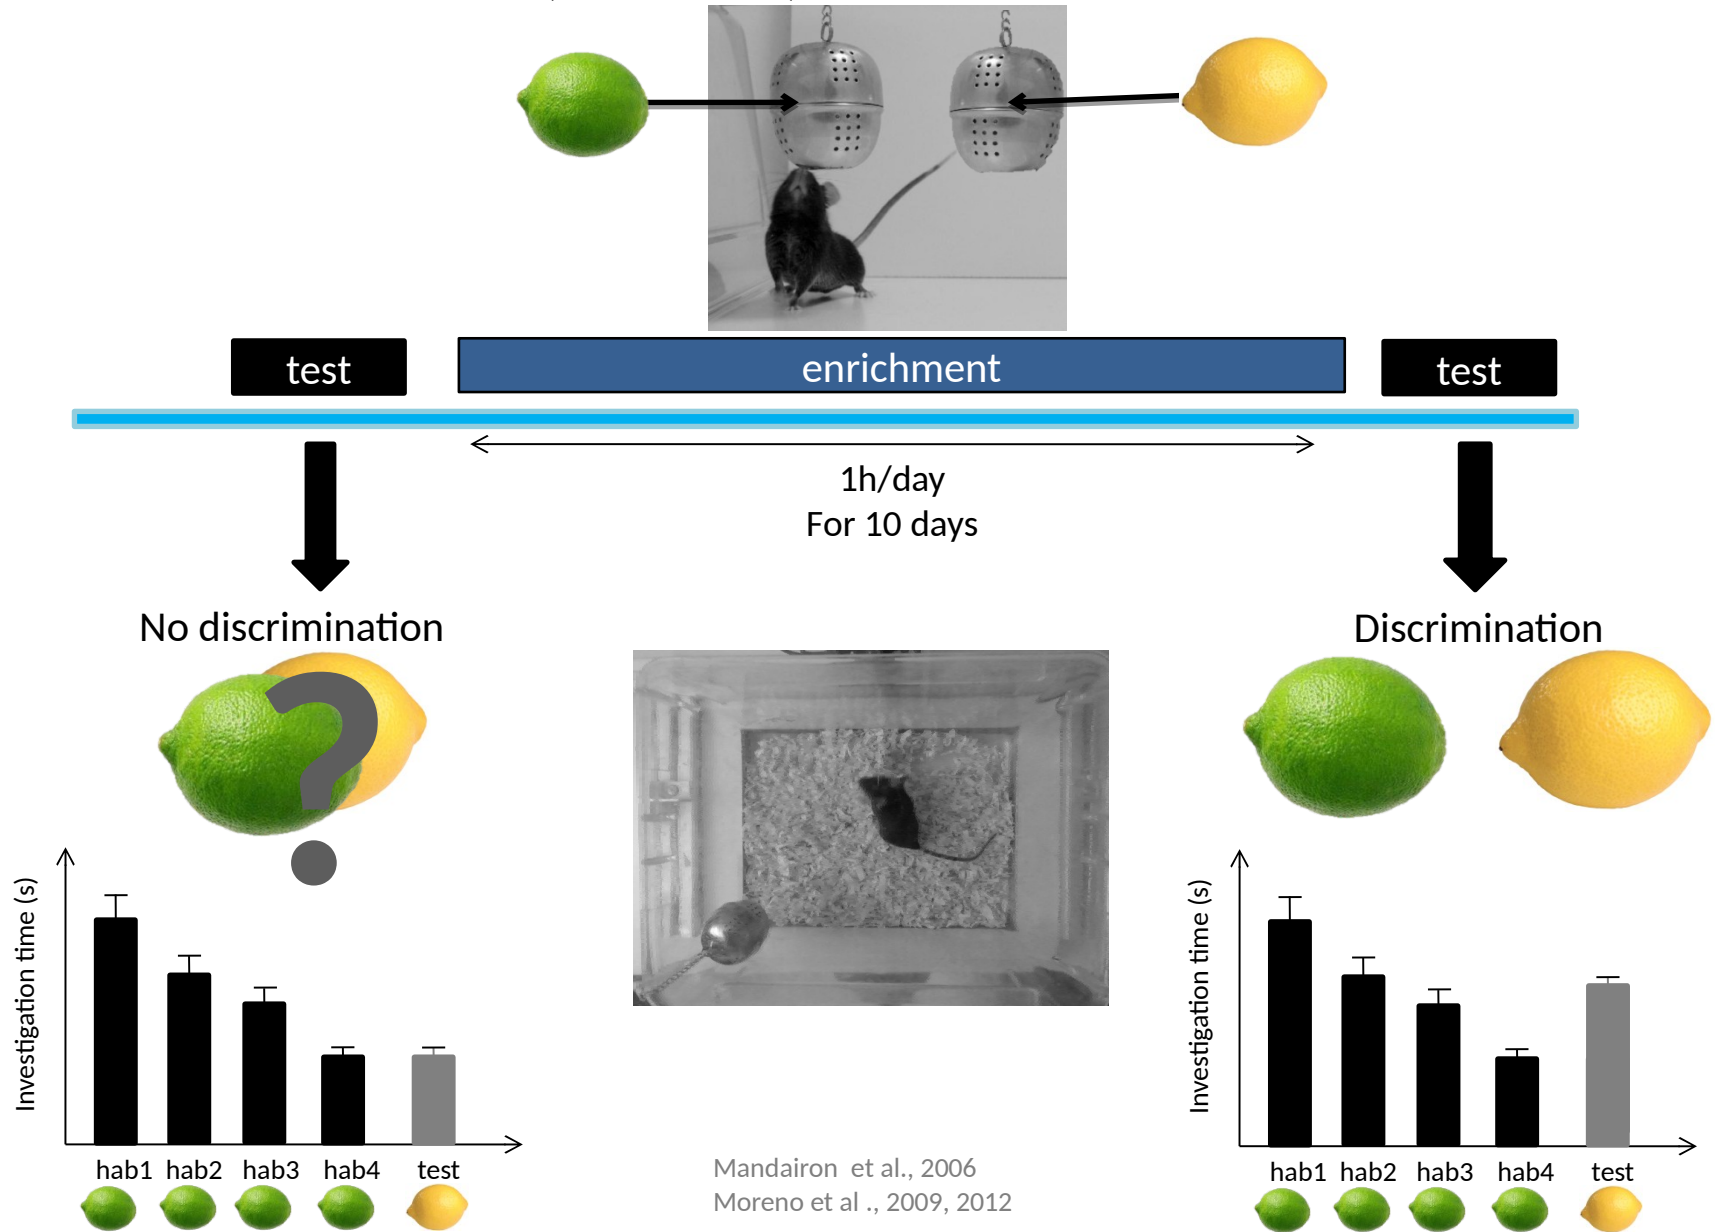 test
enrichment
test
1h/day
For 10 days
No discrimination
Discrimination
?
Investigation time (s)
hab1 hab2 hab3 hab4 test
Investigation time (s)
hab1 hab2 hab3 hab4 test
Mandairon et al., 2006
Moreno et al ., 2009, 2012